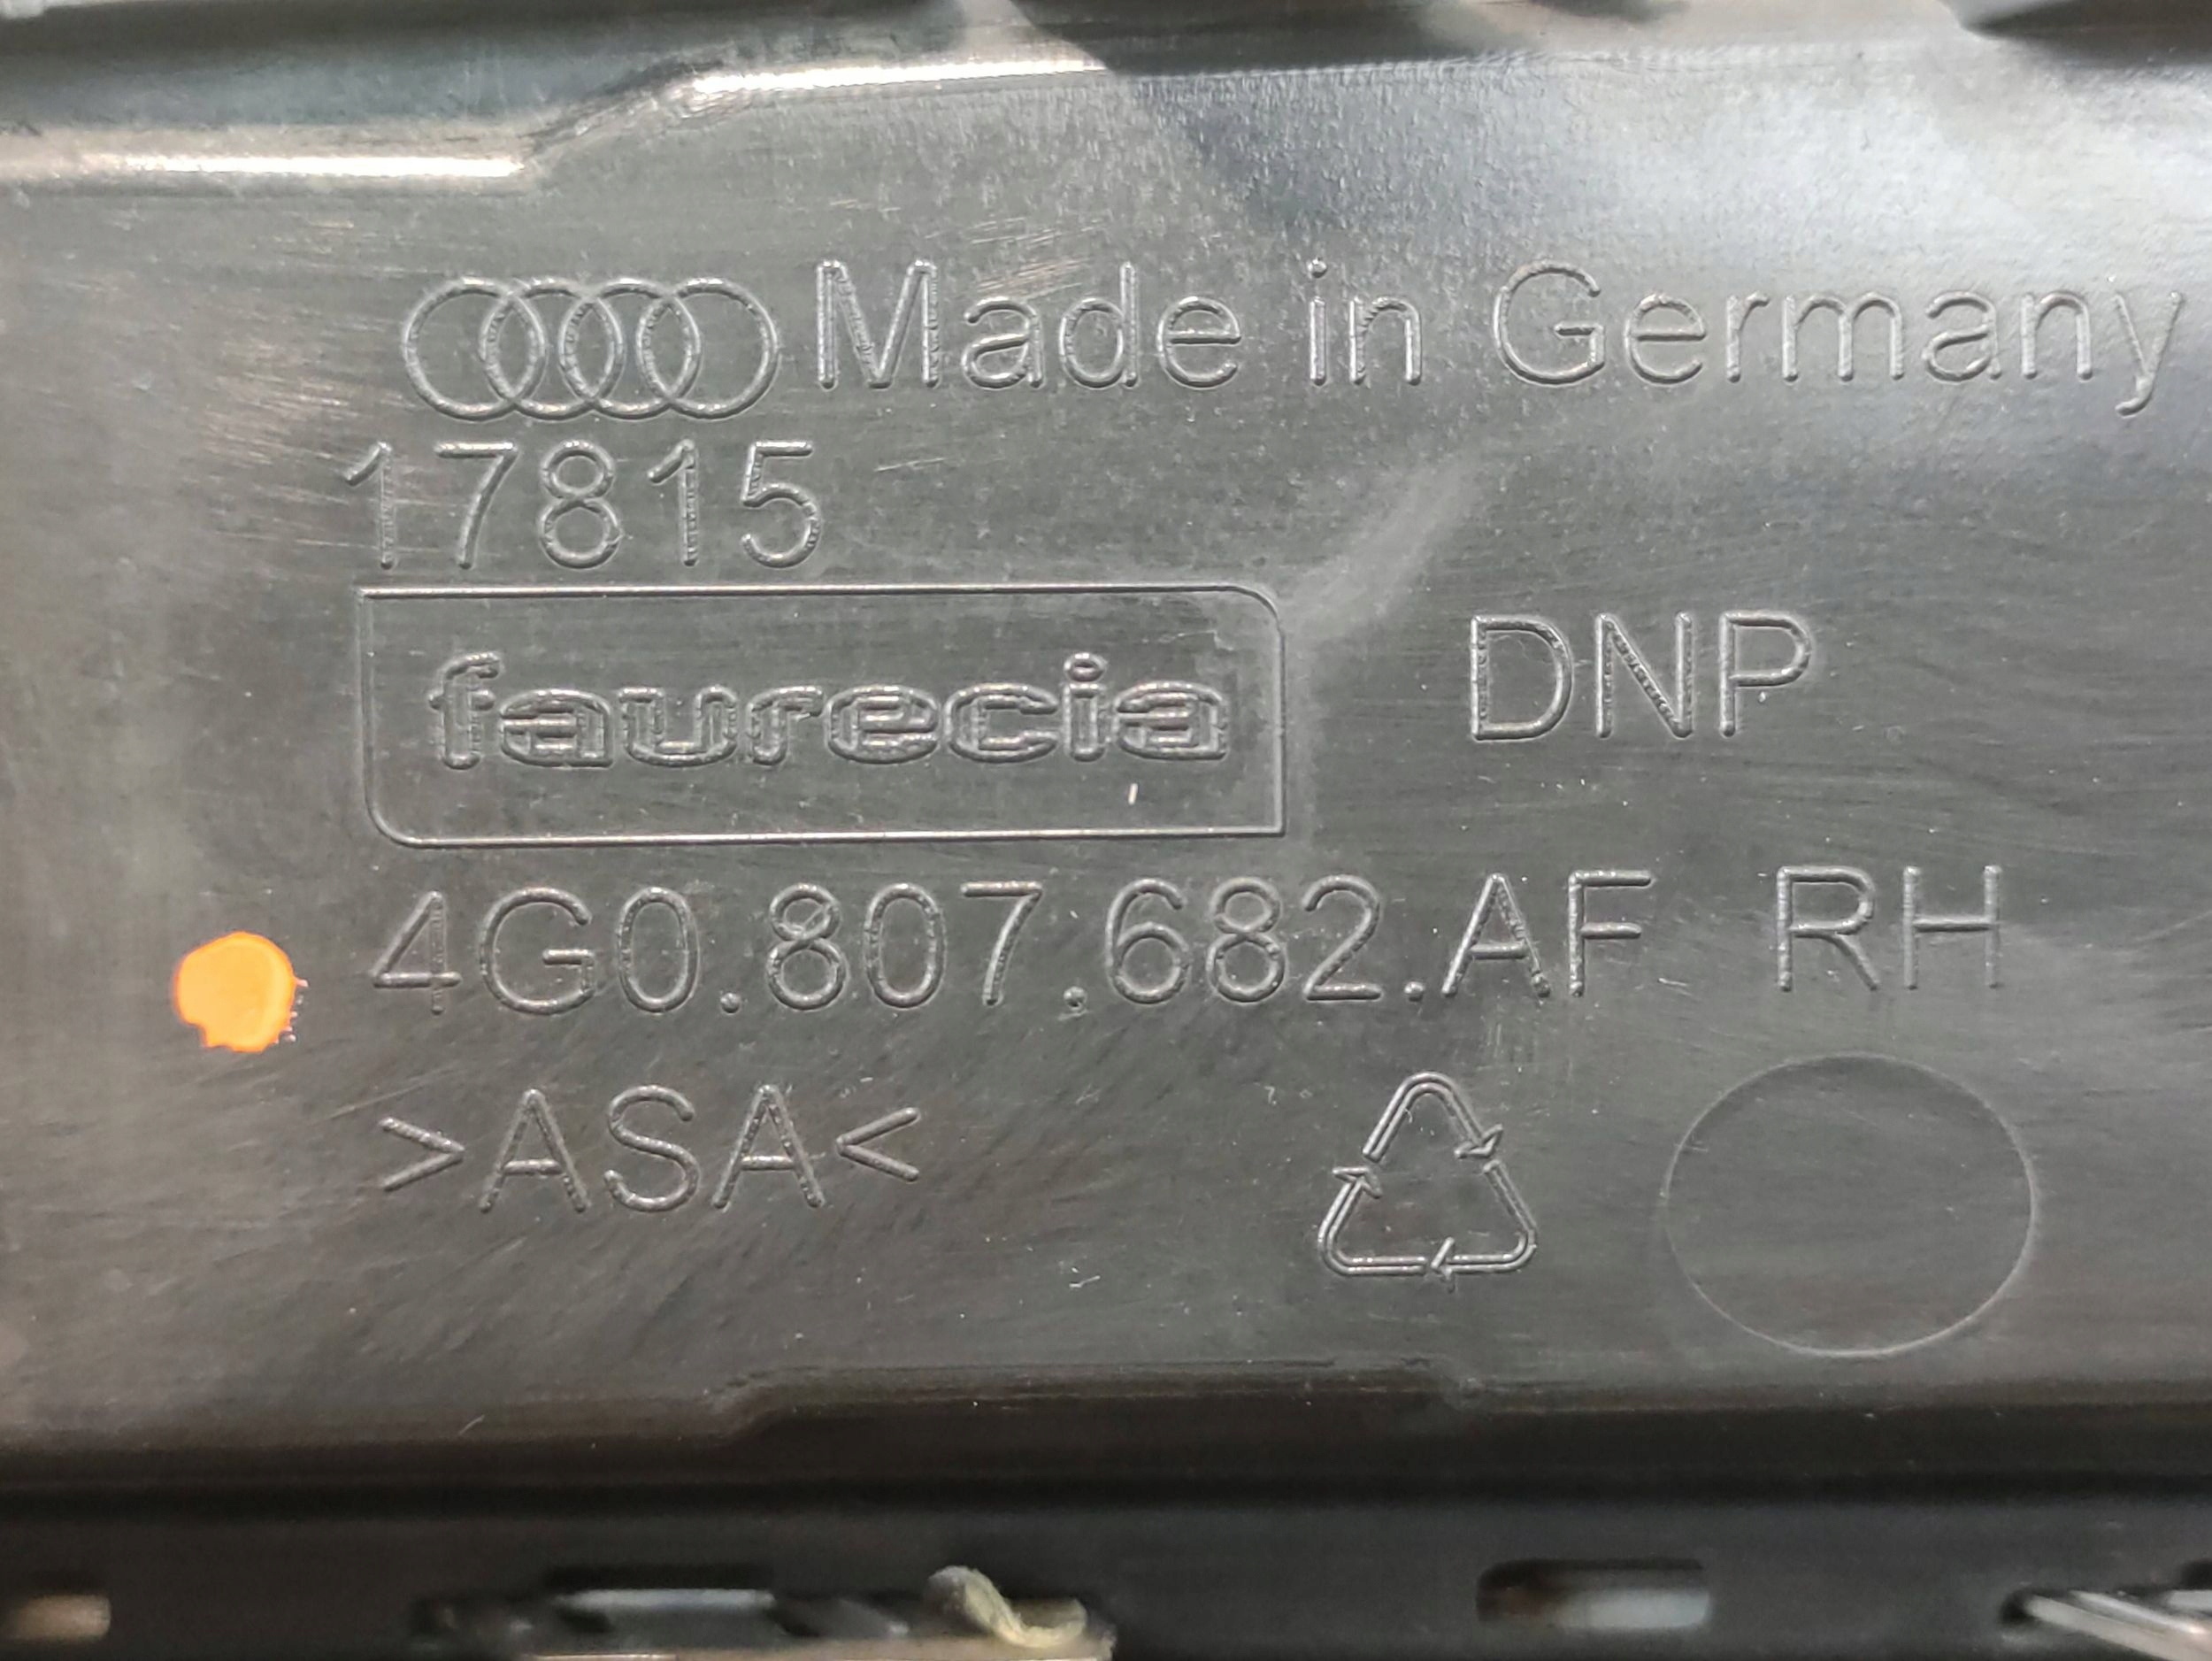 Made in Germany
17815
faurecia DNP
4G0.807.682.AF RH
>ASA<